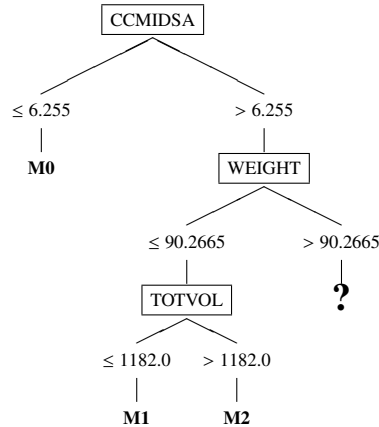 CCMIDSA
≤ 6.255 > 6.255
M0 WEIGHT
≤ 90.2665 > 90.2665
TOTVOL ?
≤ 1182.0 > 1182.0
M1 M2